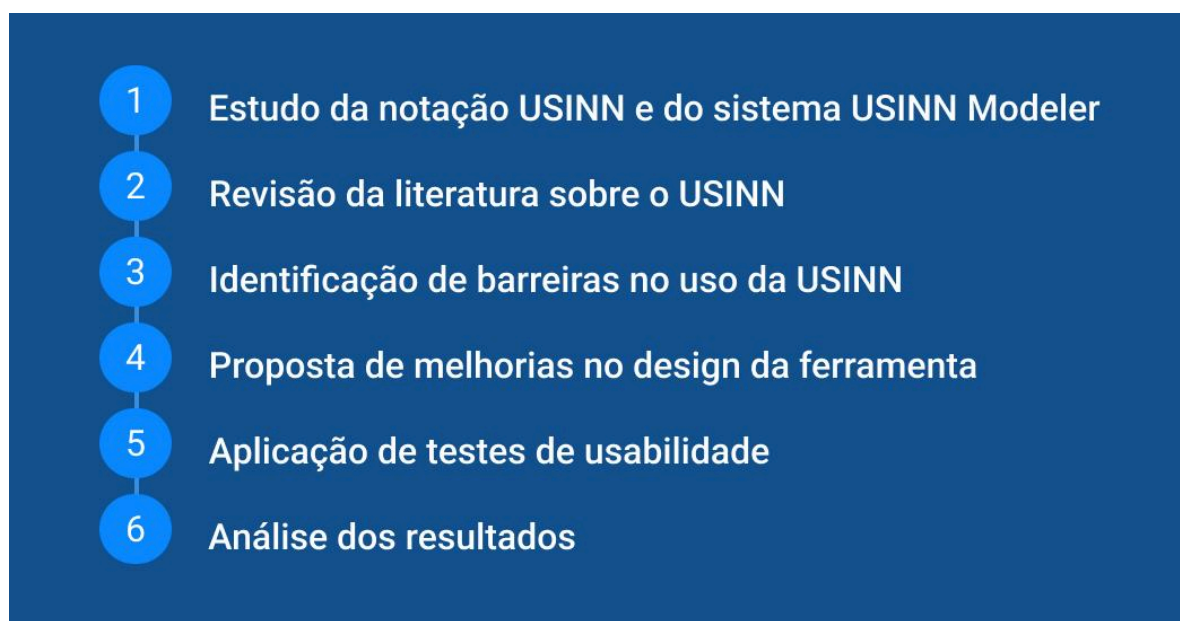 1 Estudo da notação USINN e do sistema USINN Modeler
2 Revisão da literatura sobre o USINN
3 Identificação de barreiras no uso da USINN
4 Proposta de melhorias no design da ferramenta
5 Aplicação de testes de usabilidade
6 Análise dos resultados